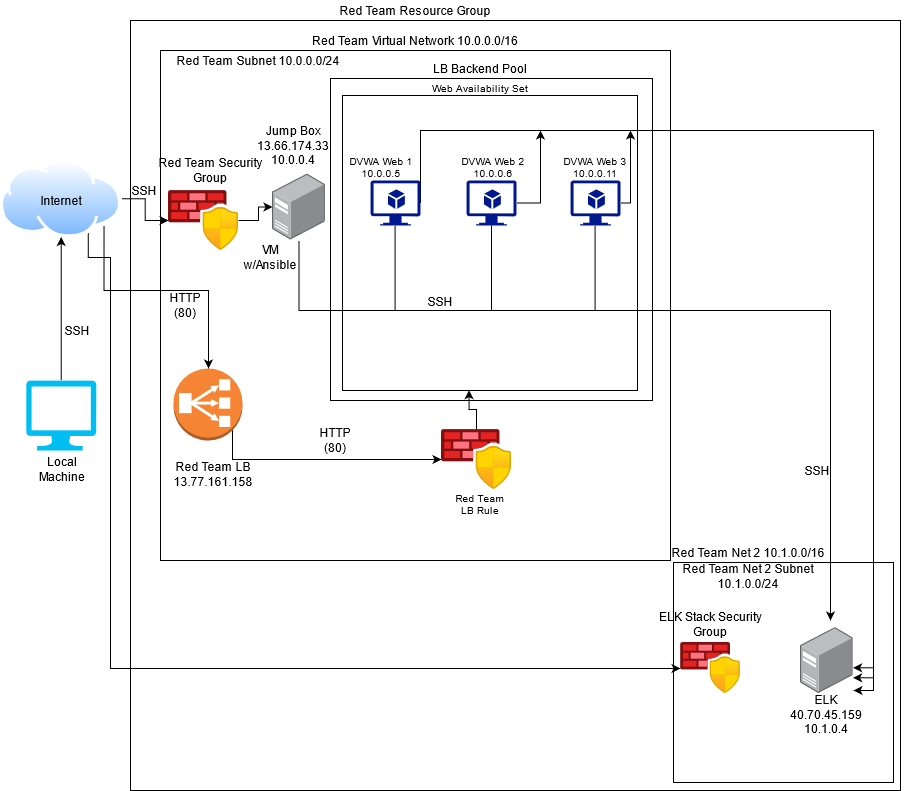 Red Team Resource Group
Red Team Virtual Network 10.0.0.0/16
Red Team Subnet 10.0.0.0/24
LB Backend Pool
Web Availability Set
Jump Box
13.66.174.33
10.0.0.4
Red Team Security
Group
DVWA Web 1
10.0.0.5
DVWA Web 2
10.0.0.6
DVWA Web 3
10.0.0.11
SSH
Internet
VM
w/Ansible
HTTP
(80)
SSH
SSH
Local
Machine
Red Team LB
13.77.161.158
HTTP
(80)
Red Team
LB Rule
SSH
Red Team Net 2 10.1.0.0/16
Red Team Net 2 Subnet
10.1.0.0/24
ELK Stack Security
Group
ELK
40.70.45.159
10.1.0.4